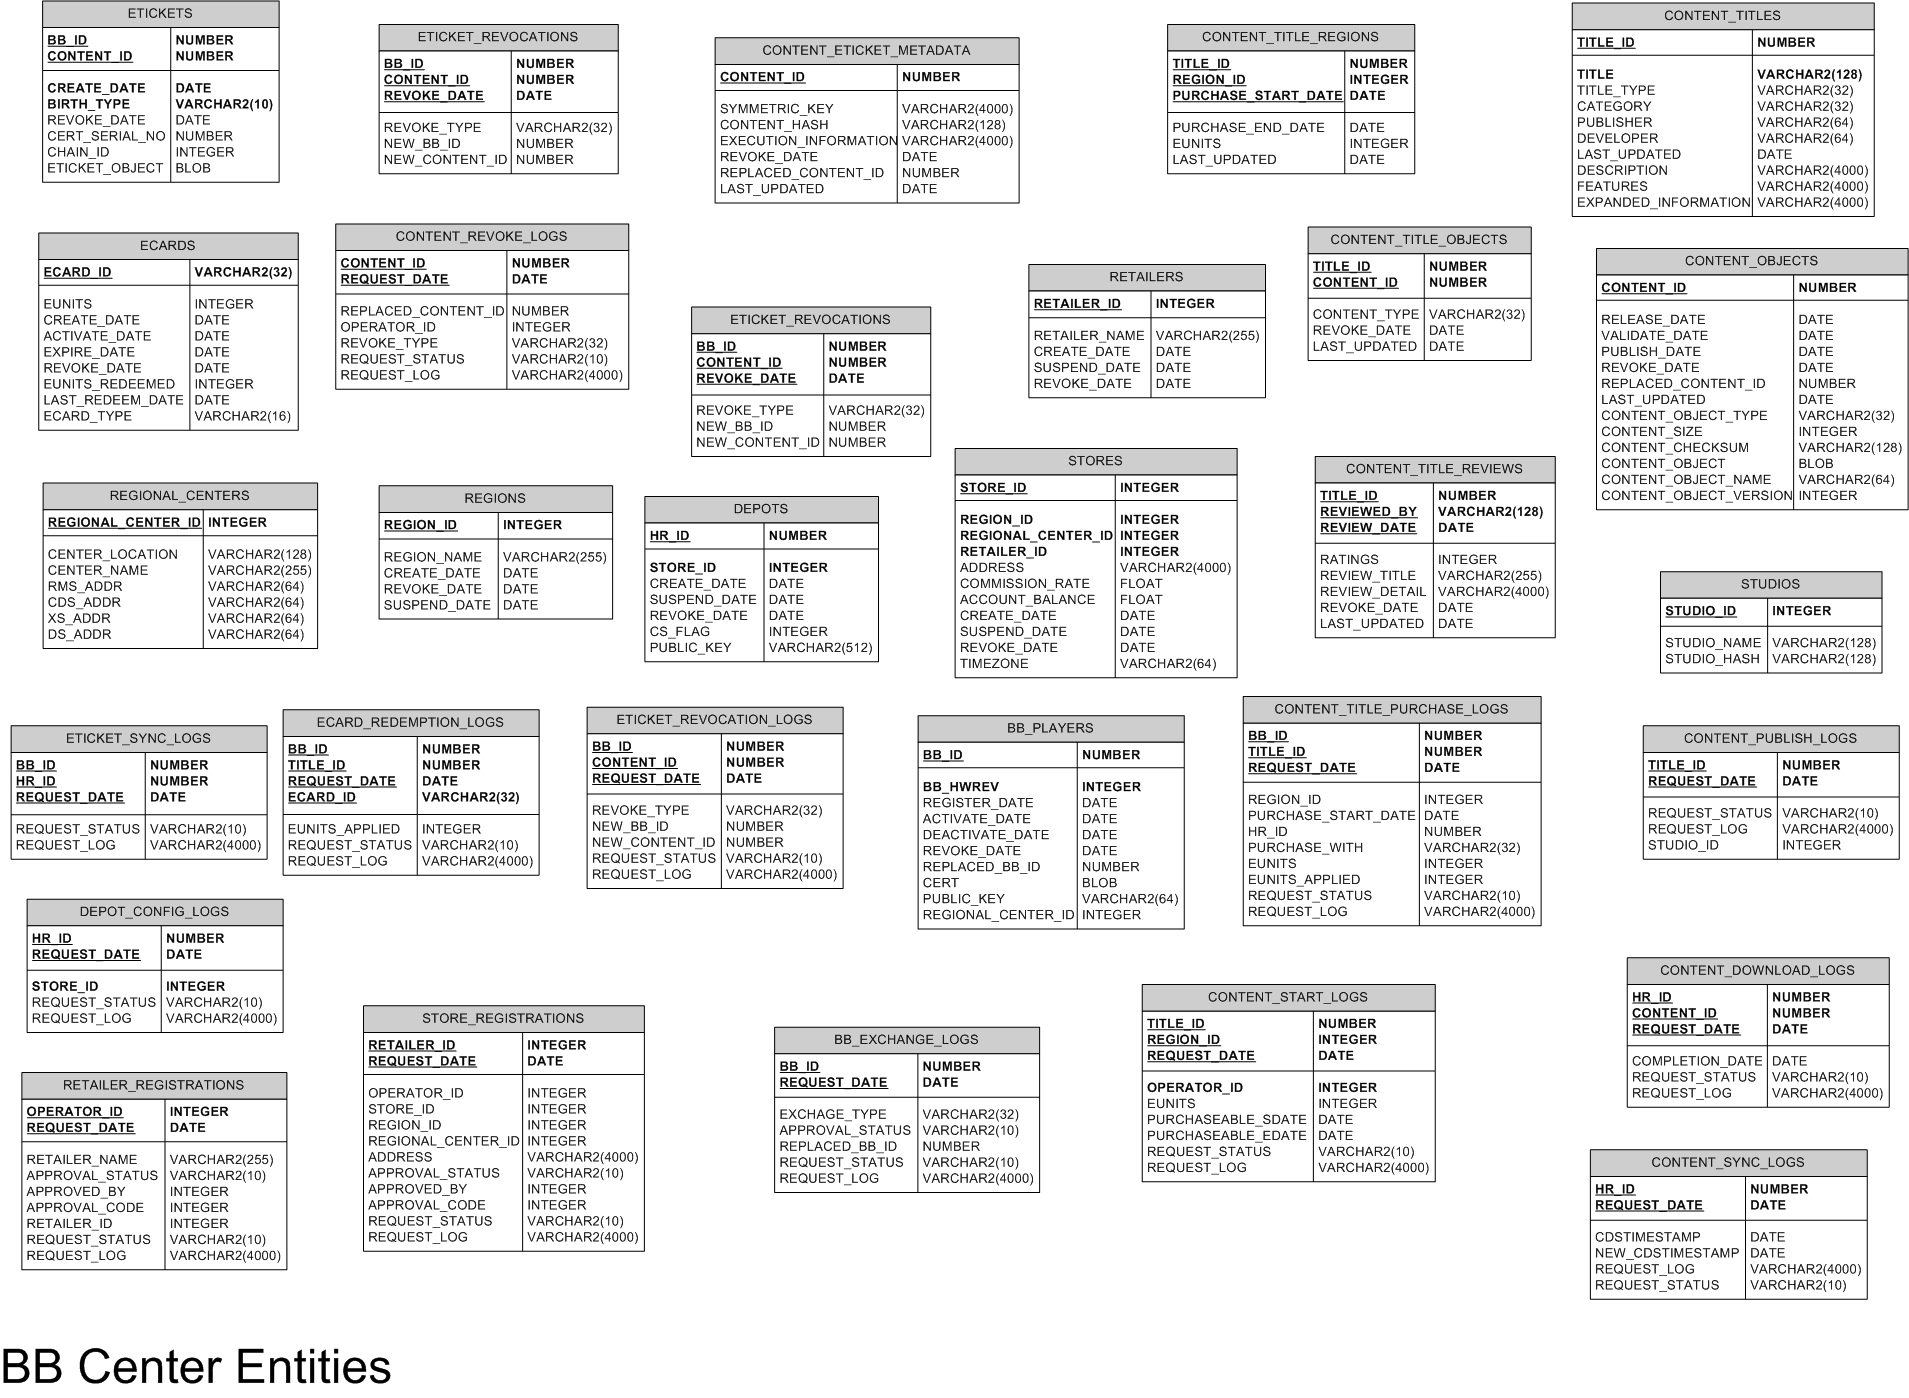 ETICKETS
BB_ID NUMBER
CONTENT_ID NUMBER
CREATE_DATE DATE
BIRTH_TYPE VARCHAR2(10)
REVOKE_DATE DATE
CERT_SERIAL_NO NUMBER
CHAIN_ID INTEGER
ETICKET_OBJECT BLOB
ETICKET_REVOCATIONS
BB_ID NUMBER
CONTENT_ID NUMBER
REVOKE_DATE DATE
REVOKE_TYPE VARCHAR2(32)
NEW_BB_ID NUMBER
NEW_CONTENT_ID NUMBER
CONTENT_ETICKET_METADATA
CONTENT_ID NUMBER
SYMMETRIC_KEY VARCHAR2(4000)
CONTENT_HASH VARCHAR2(128)
EXECUTION_INFORMATION VARCHAR2(4000)
REVOKE_DATE DATE
REPLACED_CONTENT_ID NUMBER
LAST_UPDATED DATE
CONTENT_TITLE_REGIONS
TITLE_ID NUMBER
REGION_ID INTEGER
PURCHASE_START_DATE DATE
PURCHASE_END_DATE DATE
EUNITS INTEGER
LAST_UPDATED DATE
CONTENT_TITLES
TITLE_ID NUMBER
TITLE VARCHAR2(128)
TITLE_TYPE VARCHAR2(32)
CATEGORY VARCHAR2(32)
PUBLISHER VARCHAR2(64)
DEVELOPER VARCHAR2(64)
LAST_UPDATED DATE
DESCRIPTION VARCHAR2(4000)
FEATURES VARCHAR2(4000)
EXPANDED_INFORMATION VARCHAR2(4000)
ECARDS
ECARD_ID VARCHAR2(32)
EUNITS INTEGER
CREATE_DATE DATE
ACTIVATE_DATE DATE
EXPIRE_DATE DATE
REVOKE_DATE DATE
EUNITS_REDEEMED INTEGER
LAST_REDEEM_DATE DATE
ECARD_TYPE VARCHAR2(16)
CONTENT_REVOKE_LOGS
CONTENT_ID NUMBER
REQUEST_DATE DATE
REPLACED_CONTENT_ID NUMBER
OPERATOR_ID INTEGER
REVOKE_TYPE VARCHAR2(32)
REQUEST_STATUS VARCHAR2(10)
REQUEST_LOG VARCHAR2(4000)
ETICKET_REVOCATIONS
BB_ID NUMBER
CONTENT_ID NUMBER
REVOKE_DATE DATE
REVOKE_TYPE VARCHAR2(32)
NEW_BB_ID NUMBER
NEW_CONTENT_ID NUMBER
RETAILERS
RETAILER_ID INTEGER
RETAILER_NAME VARCHAR2(255)
CREATE_DATE DATE
SUSPEND_DATE DATE
REVOKE_DATE DATE
CONTENT_TITLE_OBJECTS
TITLE_ID NUMBER
CONTENT_ID NUMBER
CONTENT_TYPE VARCHAR2(32)
REVOKE_DATE DATE
LAST_UPDATED DATE
CONTENT_OBJECTS
CONTENT_ID NUMBER
RELEASE_DATE DATE
VALIDATE_DATE DATE
PUBLISH_DATE DATE
REVOKE_DATE DATE
REPLACED_CONTENT_ID NUMBER
LAST_UPDATED DATE
CONTENT_OBJECT_TYPE VARCHAR2(32)
CONTENT_SIZE INTEGER
CONTENT_CHECKSUM VARCHAR2(128)
CONTENT_OBJECT BLOB
CONTENT_OBJECT_NAME VARCHAR2(64)
CONTENT_OBJECT_VERSION INTEGER
REGIONAL_CENTERS
REGIONAL_CENTER_ID INTEGER
CENTER_LOCATION VARCHAR2(128)
CENTER_NAME VARCHAR2(255)
RMS_ADDR VARCHAR2(64)
CDS_ADDR VARCHAR2(64)
XS_ADDR VARCHAR2(64)
DS_ADDR VARCHAR2(64)
REGIONS
REGION_ID INTEGER
REGION_NAME VARCHAR2(255)
CREATE_DATE DATE
REVOKE_DATE DATE
SUSPEND_DATE DATE
DEPOTS
HR_ID NUMBER
STORE_ID INTEGER
CREATE_DATE DATE
SUSPEND_DATE DATE
REVOKE_DATE DATE
CS_FLAG INTEGER
PUBLIC_KEY VARCHAR2(512)
STORES
STORE_ID INTEGER
REGION_ID INTEGER
REGIONAL_CENTER_ID INTEGER
RETAILER_ID INTEGER
ADDRESS VARCHAR2(4000)
COMMISSION_RATE FLOAT
ACCOUNT_BALANCE FLOAT
CREATE_DATE DATE
SUSPEND_DATE DATE
REVOKE_DATE DATE
TIMEZONE VARCHAR2(64)
CONTENT_TITLE_REVIEWS
TITLE_ID NUMBER
REVIEWED_BY VARCHAR2(128)
REVIEW_DATE DATE
RATINGS INTEGER
REVIEW_TITLE VARCHAR2(255)
REVIEW_DETAIL VARCHAR2(4000)
REVOKE_DATE DATE
LAST_UPDATED DATE
STUDIOS
STUDIO_ID INTEGER
STUDIO_NAME VARCHAR2(128)
STUDIO_HASH VARCHAR2(128)
ETICKET_SYNC_LOGS
BB_ID NUMBER
HR_ID NUMBER
REQUEST_DATE DATE
REQUEST_STATUS VARCHAR2(10)
REQUEST_LOG VARCHAR2(4000)
ECARD_REDEMPTION_LOGS
BB_ID NUMBER
TITLE_ID NUMBER
REQUEST_DATE DATE
ECARD_ID VARCHAR2(32)
EUNITS_APPLIED INTEGER
REQUEST_STATUS VARCHAR2(10)
REQUEST_LOG VARCHAR2(4000)
ETICKET_REVOCATION_LOGS
BB_ID NUMBER
CONTENT_ID NUMBER
REQUEST_DATE DATE
REVOKE_TYPE VARCHAR2(32)
NEW_BB_ID NUMBER
NEW_CONTENT_ID NUMBER
REQUEST_STATUS VARCHAR2(10)
REQUEST_LOG VARCHAR2(4000)
BB_PLAYERS
BB_ID NUMBER
BB_HWREV INTEGER
REGISTER_DATE DATE
ACTIVATE_DATE DATE
DEACTIVATE_DATE DATE
REVOKE_DATE DATE
REPLACED_BB_ID NUMBER
CERT BLOB
PUBLIC_KEY VARCHAR2(64)
REGIONAL_CENTER_ID INTEGER
CONTENT_TITLE_PURCHASE_LOGS
BB_ID NUMBER
TITLE_ID NUMBER
REQUEST_DATE DATE
REGION_ID INTEGER
PURCHASE_START_DATE DATE
HR_ID NUMBER
PURCHASE_WITH VARCHAR2(32)
EUNITS INTEGER
EUNITS_APPLIED INTEGER
REQUEST_STATUS VARCHAR2(10)
REQUEST_LOG VARCHAR2(4000)
CONTENT_PUBLISH_LOGS
TITLE_ID NUMBER
REQUEST_DATE DATE
REQUEST_STATUS VARCHAR2(10)
REQUEST_LOG VARCHAR2(4000)
STUDIO_ID INTEGER
DEPOT_CONFIG_LOGS
HR_ID NUMBER
REQUEST_DATE DATE
STORE_ID INTEGER
REQUEST_STATUS VARCHAR2(10)
REQUEST_LOG VARCHAR2(4000)
STORE_REGISTRATIONS
RETAILER_ID INTEGER
REQUEST_DATE DATE
OPERATOR_ID INTEGER
STORE_ID INTEGER
REGION_ID INTEGER
REGIONAL_CENTER_ID INTEGER
ADDRESS VARCHAR2(4000)
APPROVAL_STATUS VARCHAR2(10)
APPROVED_BY INTEGER
APPROVAL_CODE INTEGER
REQUEST_STATUS VARCHAR2(10)
REQUEST_LOG VARCHAR2(4000)
BB_EXCHANGE_LOGS
BB_ID NUMBER
REQUEST_DATE DATE
EXCHAGE_TYPE VARCHAR2(32)
APPROVAL_STATUS VARCHAR2(10)
REPLACED_BB_ID NUMBER
REQUEST_STATUS VARCHAR2(10)
REQUEST_LOG VARCHAR2(4000)
CONTENT_START_LOGS
TITLE_ID NUMBER
REGION_ID INTEGER
REQUEST_DATE DATE
OPERATOR_ID INTEGER
EUNITS INTEGER
PURCHASEABLE_SDATE DATE
PURCHASEABLE_EDATE DATE
REQUEST_STATUS VARCHAR2(10)
REQUEST_LOG VARCHAR2(4000)
CONTENT_DOWNLOAD_LOGS
HR_ID NUMBER
CONTENT_ID NUMBER
REQUEST_DATE DATE
COMPLETION_DATE DATE
REQUEST_STATUS VARCHAR2(10)
REQUEST_LOG VARCHAR2(4000)
RETAILER_REGISTRATIONS
OPERATOR_ID INTEGER
REQUEST_DATE DATE
RETAILER_NAME VARCHAR2(255)
APPROVAL_STATUS VARCHAR2(10)
APPROVED_BY INTEGER
APPROVAL_CODE INTEGER
RETAILER_ID INTEGER
REQUEST_STATUS VARCHAR2(10)
REQUEST_LOG VARCHAR2(4000)
CONTENT_SYNC_LOGS
HR_ID NUMBER
REQUEST_DATE DATE
CDSTIMESTAMP DATE
NEW_CDSTIMESTAMP DATE
REQUEST_LOG VARCHAR2(4000)
REQUEST_STATUS VARCHAR2(10)
BB Center Entities